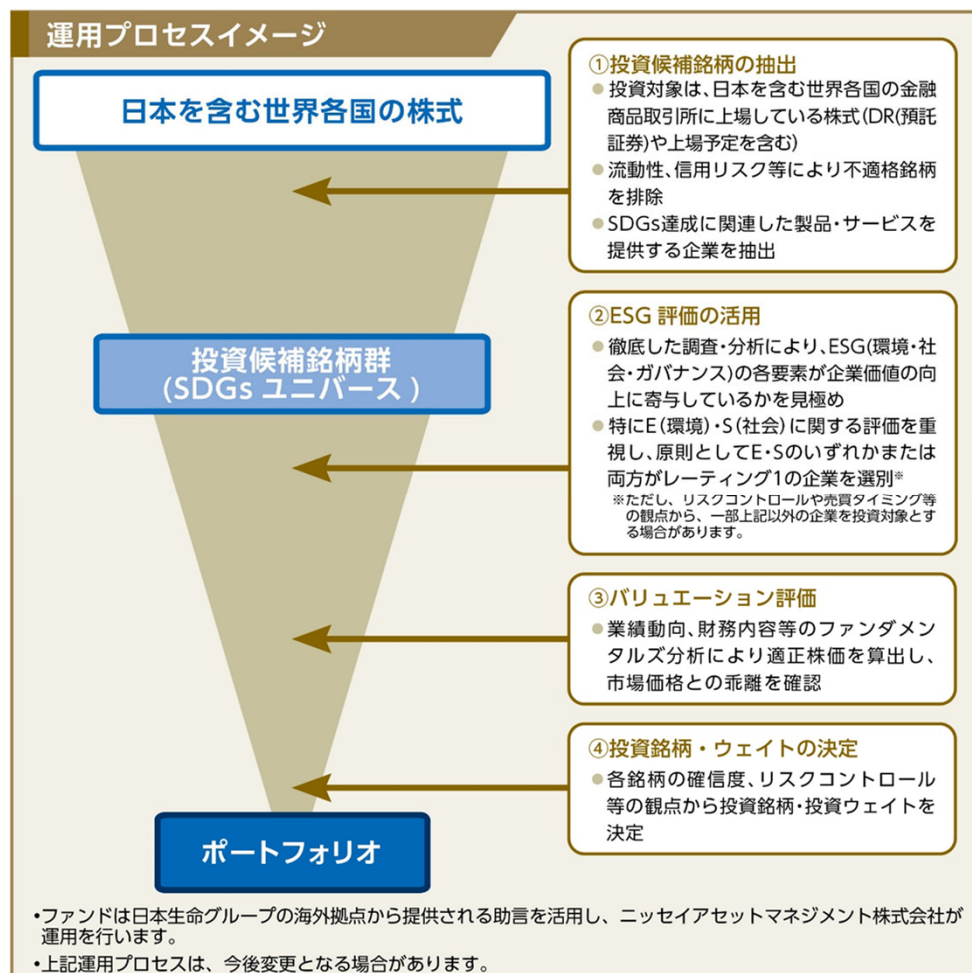 運用プロセスイメージ
日本を含む世界各国の株式
①投資候補銘柄の抽出
●投資対象は、日本を含む世界各国の金融
商品取引所に上場している株式(DR(預託
証券)や上場予定を含む)
●流動性、信用リスク等により不適格銘柄
を排除
●SDGs達成に関連した製品・サービスを
提供する企業を抽出
投資候補銘柄群
(SDGs ユニバース )
②ESG 評価の活用
●徹底した調査・分析により、ESG(環境・社
会・ガバナンス)の各要素が企業価値の向
上に寄与しているかを見極め
●特にE(環境)・S(社会)に関する評価を重
視し、原則としてE・Sのいずれかまたは
両方がレーティング1の企業を選別※
※ただし、リスクコントロールや売買タイミング等
の観点から、一部上記以外の企業を投資対象とす
る場合があります。
③バリュエーション評価
●業績動向、財務内容等のファンダメン
タルズ分析により適正株価を算出し、
市場価格との乖離を確認
④投資銘柄・ウェイトの決定
●各銘柄の確信度、リスクコントロール
等の観点から投資銘柄・投資ウェイトを
決定
ポートフォリオ
•ファンドは日本生命グループの海外拠点から提供される助言を活用し、ニッセイアセットマネジメント株式会社が
運用を行います。
•上記運用プロセスは、今後変更となる場合があります。